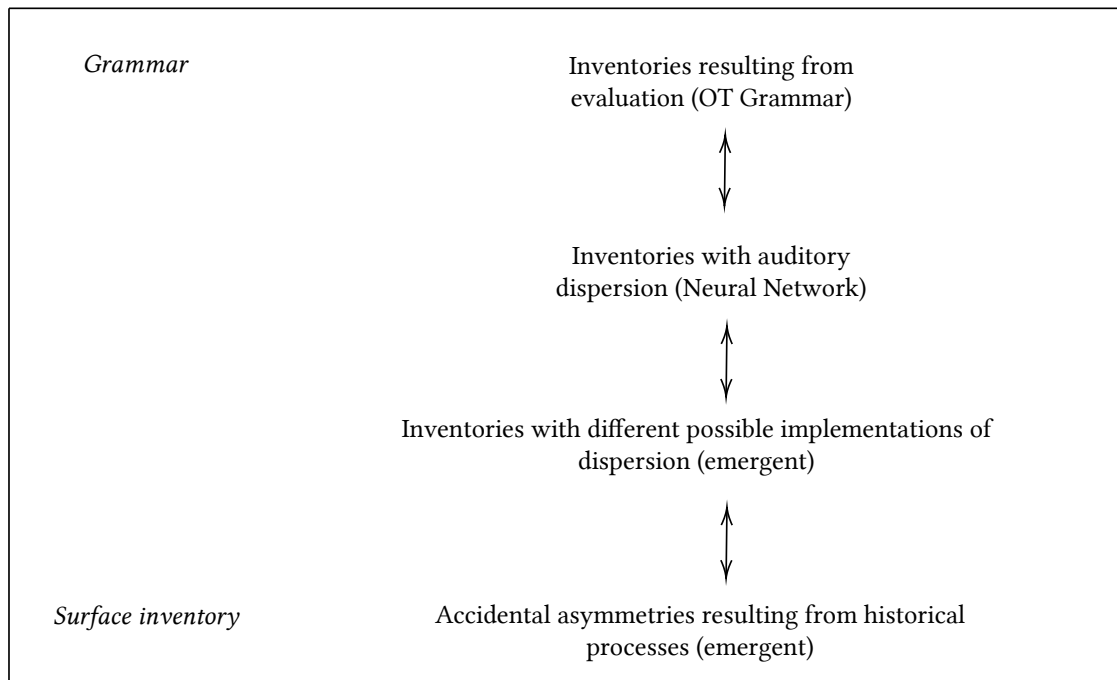 Grammar
Inventories resulting from
evaluation (OT Grammar)
Inventories with auditory
dispersion (Neural Network)
Inventories with different possible implementations of
dispersion (emergent)
Surface inventory
Accidental asymmetries resulting from historical
processes (emergent)